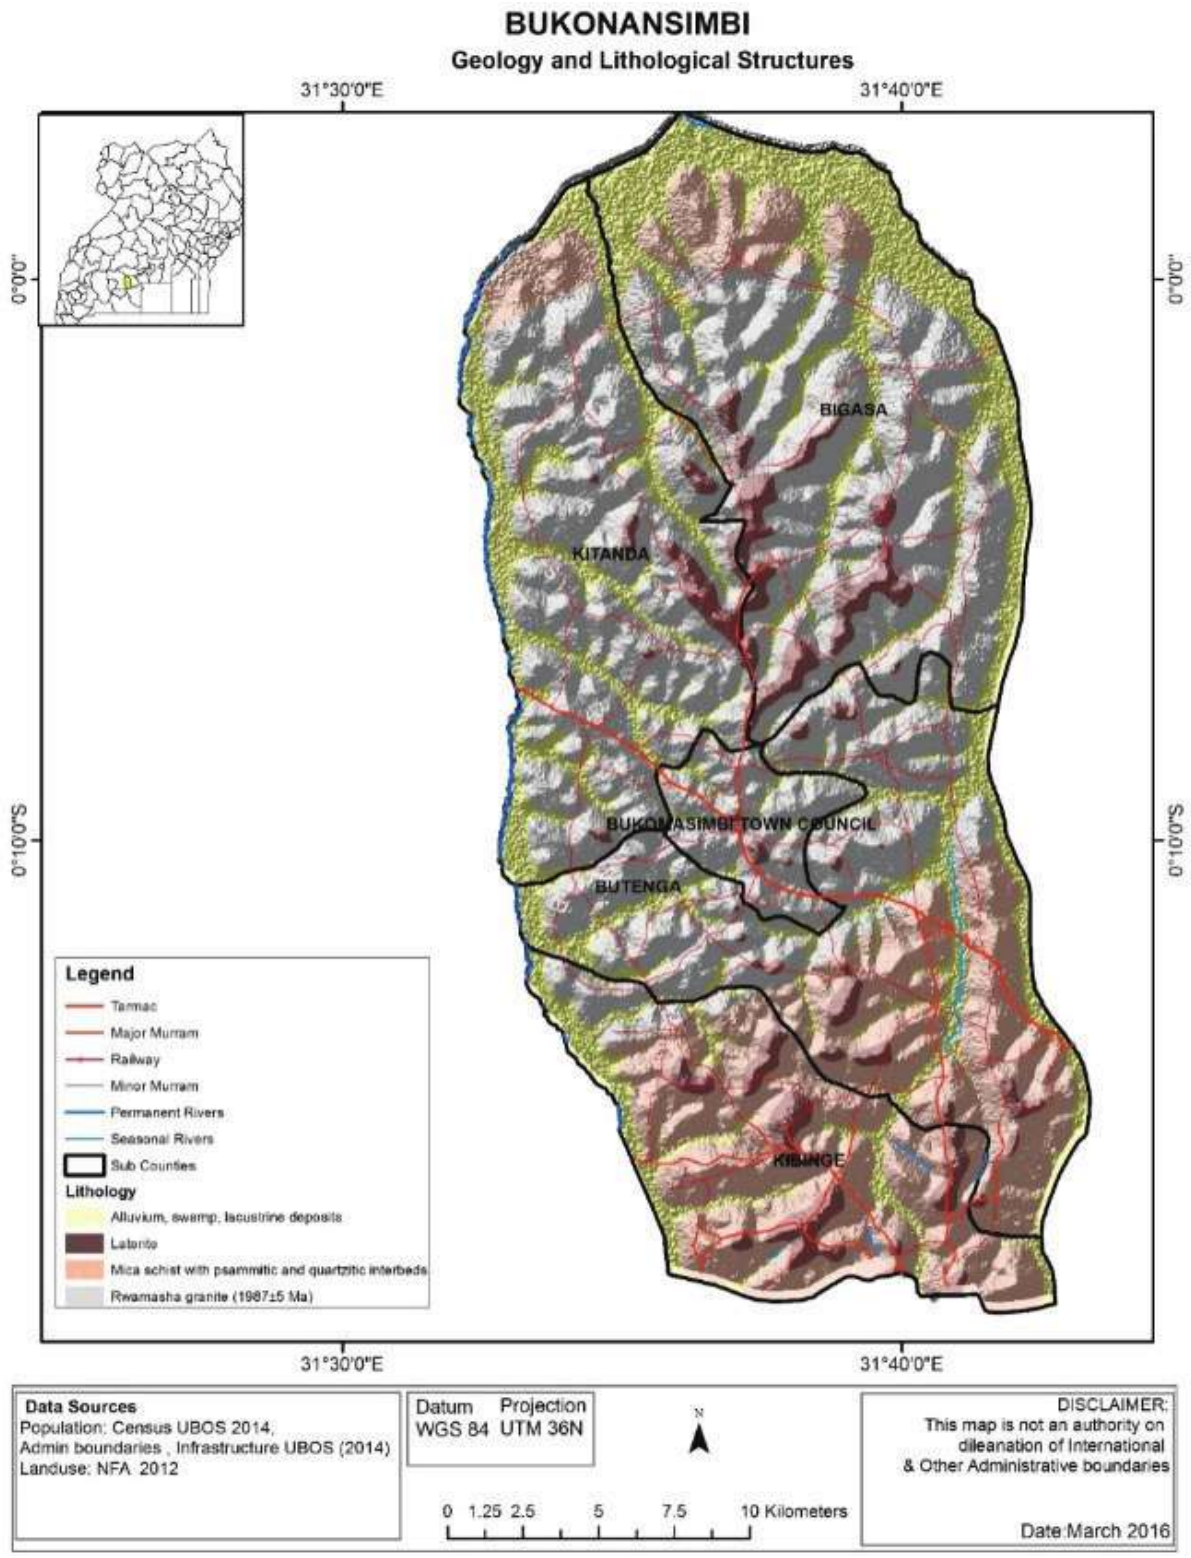 BUKONANSIMBI
Geology and Lithological Structures
31°30'0"E
31°40'0"E
0°0'0"
0°0'0"
BIGASA
KITANDA
0°10'0"S
0°10'0"S
BUKOMASIMBI TOWN COUNCIL
BUTENGA
KIBINGE
Legend
Tarmac
Major Murram
Railway
Minor Murram
Permanent Rivers
Seasonal Rivers
Sub Counties
Lithology
Alluvium, swamp, lacustrine deposits
Laterite
Mica schist with psammitic and quartzitic interbeds
Rwamasha granite (1987±5 Ma)
31°30'0"E
31°40'0"E
Data Sources
Population: Census UBOS 2014,
Admin boundaries , Infrastructure UBOS (2014)
Landuse: NFA 2012
Datum Projection
WGS 84 UTM 36N
N
0 1.25 2.5 5 7.5 10 Kilometers
DISCLAIMER:
This map is not an authority on
dileanation of International
& Other Administrative boundaries
Date:March 2016